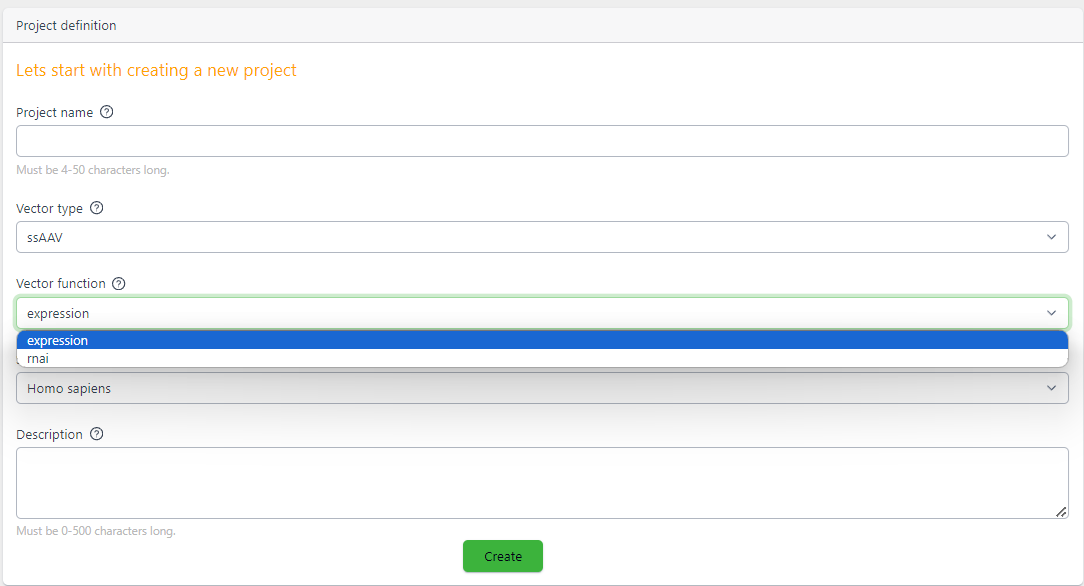 Project definition
Lets start with creating a new project
Project name
Must be 4-50 characters long.
Vector type
ssAAV
Vector function
expression
expression
rnai
Homo sapiens
Description
Must be 0-500 characters long.
Create